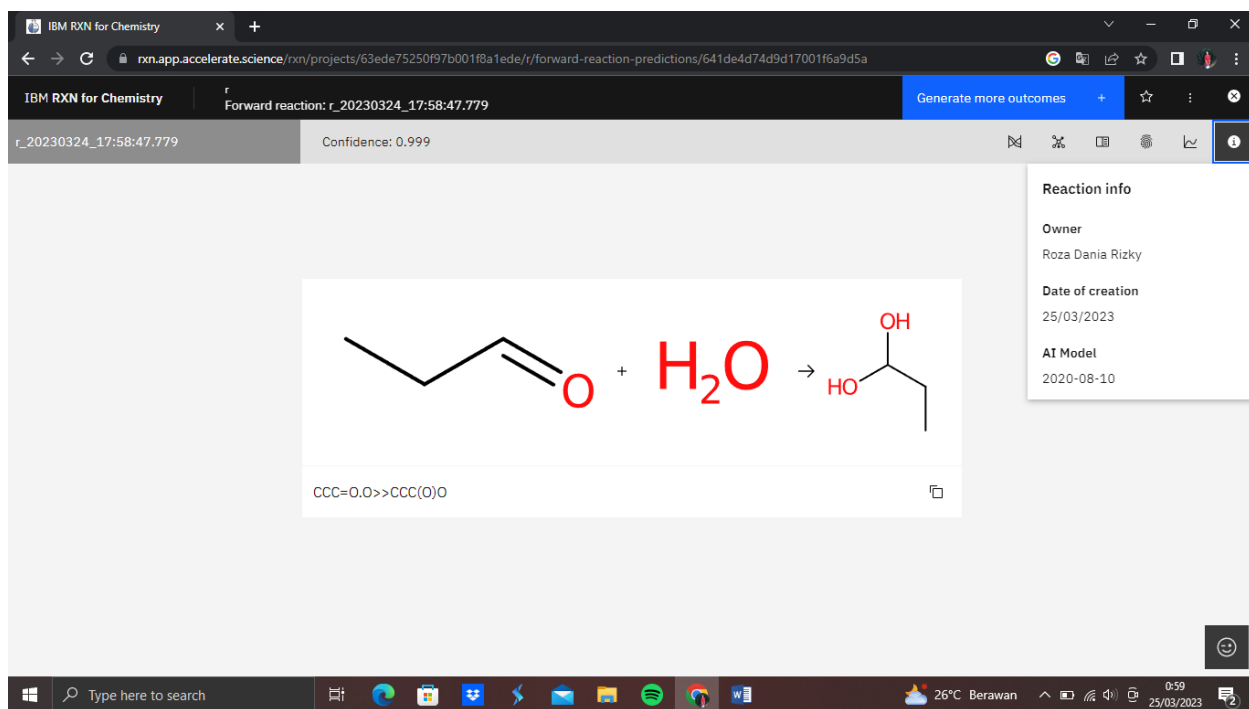 IBM RXN for Chemistry
rxn.app.accelerate.science/rxn/projects/63ede75250f97b001f8a1ede/r/forward-reaction-predictions/641de4d74d9d17001f6a9d5a
IBM RXN for Chemistry
r
Forward reaction: r_20230324_17:58:47.779
Generate more outcomes +
r_20230324_17:58:47.779
Confidence: 0.999
Reaction info
Owner
Roza Dania Rizky
Date of creation
25/03/2023
AI Model
2020-08-10
OH
O + H₂O → HO
CCC=O.O>>CCC(O)O
Type here to search
26°C Berawan
0:59
25/03/2023
2